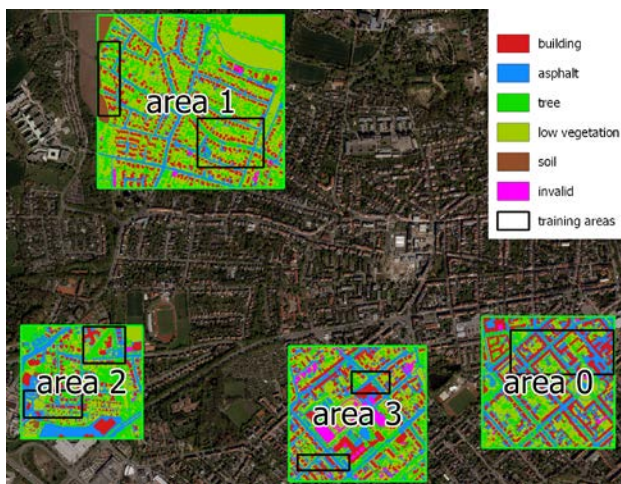 building
asphalt
tree
low vegetation
soil
invalid
training areas
area 1
area 2
area 3
area 0